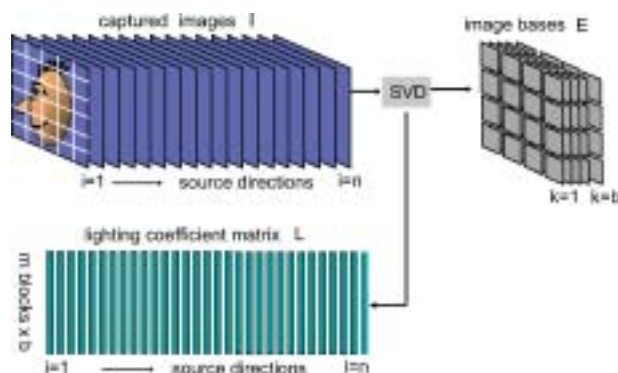 captured images I
image bases E
SVD
i=1 source directions i=n
k=1 k=b
lighting coefficient matrix L
m blocks x b
i=1 source directions i=n